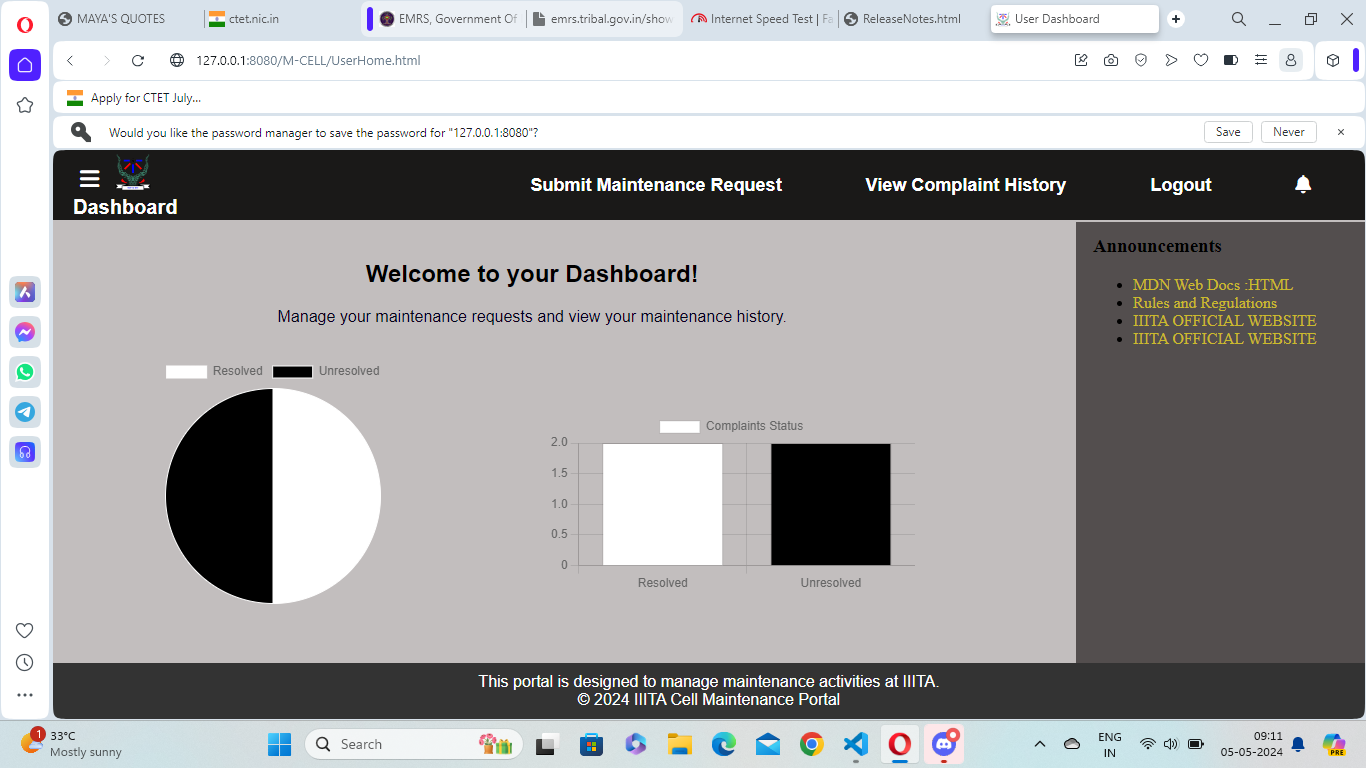 MAYA'S QUOTES
ctet.nic.in
EMRS, Government Of
emrs.tribal.gov.in/show
Internet Speed Test | Fa
ReleaseNotes.html
User Dashboard
127.0.0.1:8080/M-CELL/UserHome.html
Apply for CTET July...
Would you like the password manager to save the password for "127.0.0.1:8080"?
Save
Never
Dashboard
Submit Maintenance Request
View Complaint History
Logout
Welcome to your Dashboard!
Manage your maintenance requests and view your maintenance history.
Announcements
MDN Web Docs :HTML
Rules and Regulations
IIITA OFFICIAL WEBSITE
IIITA OFFICIAL WEBSITE
Resolved
Unresolved
Complaints Status
2.0
1.5
1.0
0.5
0
Resolved
Unresolved
This portal is designed to manage maintenance activities at IIITA.
© 2024 IIITA Cell Maintenance Portal
1
33°C
Mostly sunny
Search
ENG
IN
09:11
05-05-2024
PRE